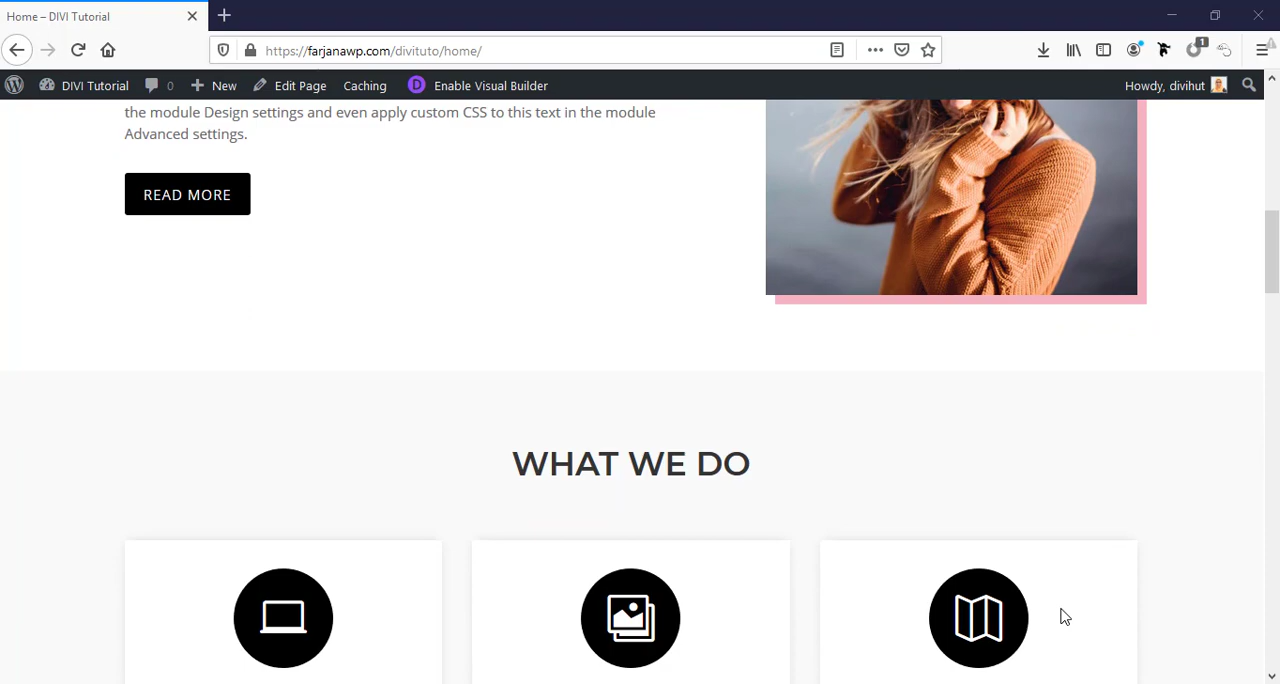 Home – DIVI Tutorial
https://farjanawp.com/divituto/home/
1
DIVI Tutorial 0 New Edit Page Caching D Enable Visual Builder Howdy, divihut
the module Design settings and even apply custom CSS to this text in the module
Advanced settings.
READ MORE
WHAT WE DO